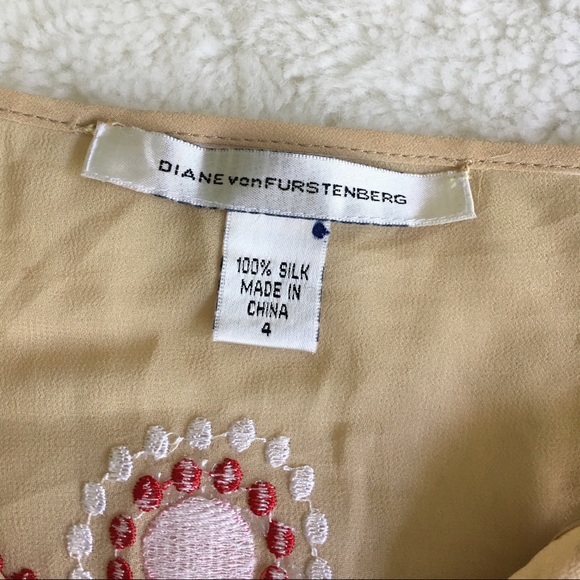 DIANE von FURSTENBERG
100% SILK
MADE IN
CHINA
4